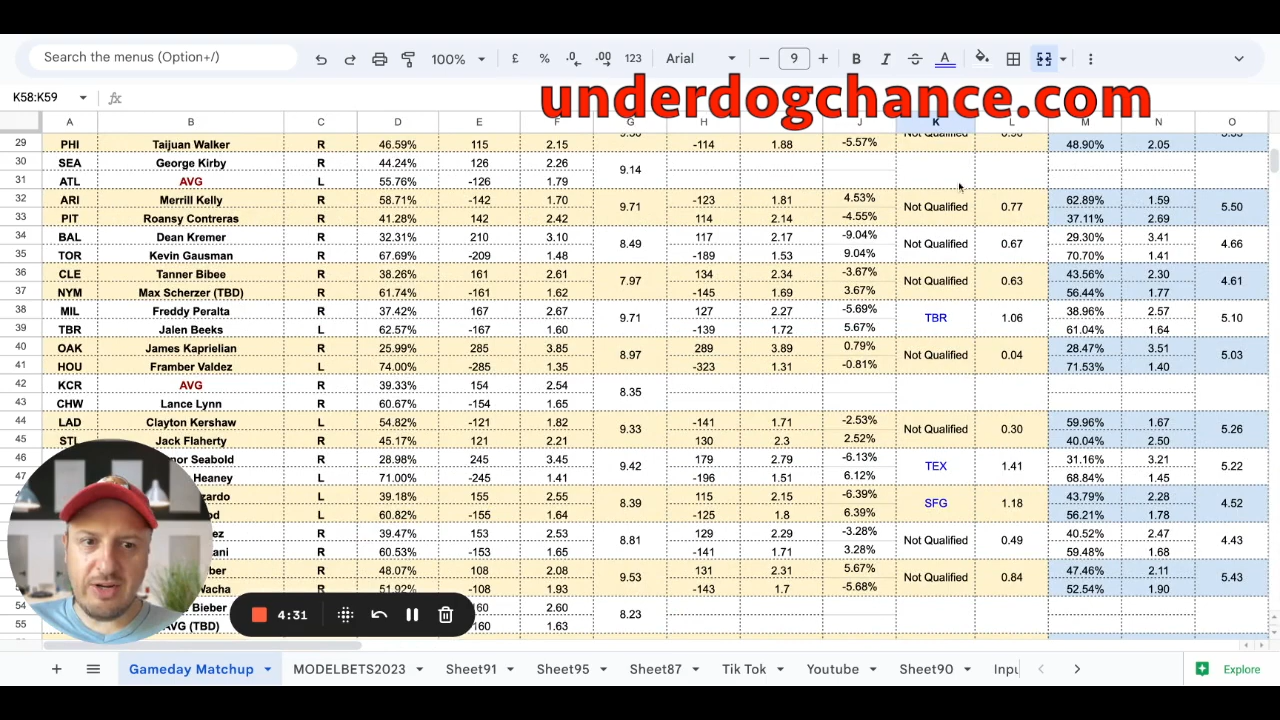 Search the menus (Option+/)
100%
£ % .0 .00 123 Arial 9 B I S A
underdogchance.com
K58:K59 fx
A B C D E F G H J K L M N O
29 PHI Taijuan Walker R 46.59% 115 2.15 -114 1.88 -5.57% 48.90% 2.05
30 SEA George Kirby R 44.24% 126 2.26 9.14
31 ATL AVG L 55.76% -126 1.79
32 ARI Merrill Kelly R 58.71% -142 1.70 9.71 -123 1.81 4.53% Not Qualified 0.77 62.89% 1.59 5.50
33 PIT Roansy Contreras R 41.28% 142 2.42 114 2.14 -4.55% 37.11% 2.69
34 BAL Dean Kremer R 32.31% 210 3.10 8.49 117 2.17 -9.04% Not Qualified 0.67 29.30% 3.41 4.66
35 TOR Kevin Gausman R 67.69% -209 1.48 -189 1.53 9.04% 70.70% 1.41
36 CLE Tanner Bibee R 38.26% 161 2.61 7.97 134 2.34 -3.67% Not Qualified 0.63 43.56% 2.30 4.61
37 NYM Max Scherzer (TBD) R 61.74% -161 1.62 -145 1.69 3.67% 56.44% 1.77
38 MIL Freddy Peralta R 37.42% 167 2.67 9.71 127 2.27 -5.69% TBR 1.06 38.96% 2.57 5.10
39 TBR Jalen Beeks L 62.57% -167 1.60 -139 1.72 5.67% 61.04% 1.64
40 OAK James Kaprielian R 25.99% 285 3.85 8.97 289 3.89 0.79% Not Qualified 0.04 28.47% 3.51 5.03
41 HOU Framber Valdez R 74.00% -285 1.35 -323 1.31 -0.81% 71.53% 1.40
42 KCR AVG R 39.33% 154 2.54 8.35
43 CHW Lance Lynn R 60.67% -154 1.65
44 LAD Clayton Kershaw L 54.82% -121 1.82 9.33 -141 1.71 -2.53% Not Qualified 0.30 59.96% 1.67 5.26
45 STL Jack Flaherty R 45.17% 121 2.21 130 2.3 2.52% 40.04% 2.50
46 nor Seabold R 28.98% 245 3.45 9.42 179 2.79 -6.13% TEX 1.41 31.16% 3.21 5.22
47 Heaney L 71.00% -245 1.41 -196 1.51 6.12% 68.84% 1.45
zardo L 39.18% 155 2.55 8.39 115 2.15 -6.39% SFG 1.18 43.79% 2.28 4.52
od L 60.82% -155 1.64 -125 1.8 6.39% 56.21% 1.78
ez R 39.47% 153 2.53 8.81 129 2.29 -3.28% Not Qualified 0.49 40.52% 2.47 4.43
ani R 60.53% -153 1.65 -141 1.71 3.28% 59.48% 1.68
ber R 48.07% 108 2.08 9.53 131 2.31 5.67% Not Qualified 0.84 47.46% 2.11 5.43
Wacha R 51.92% -108 1.93 -143 1.7 -5.68% 52.54% 1.90
54 Bieber 160 2.60 8.23
55 AVG (TBD) 160 1.63
4:31
Gameday Matchup MODELBETS2023 Sheet91 Sheet95 Sheet87 Tik Tok Youtube Sheet90 Inpu Explore